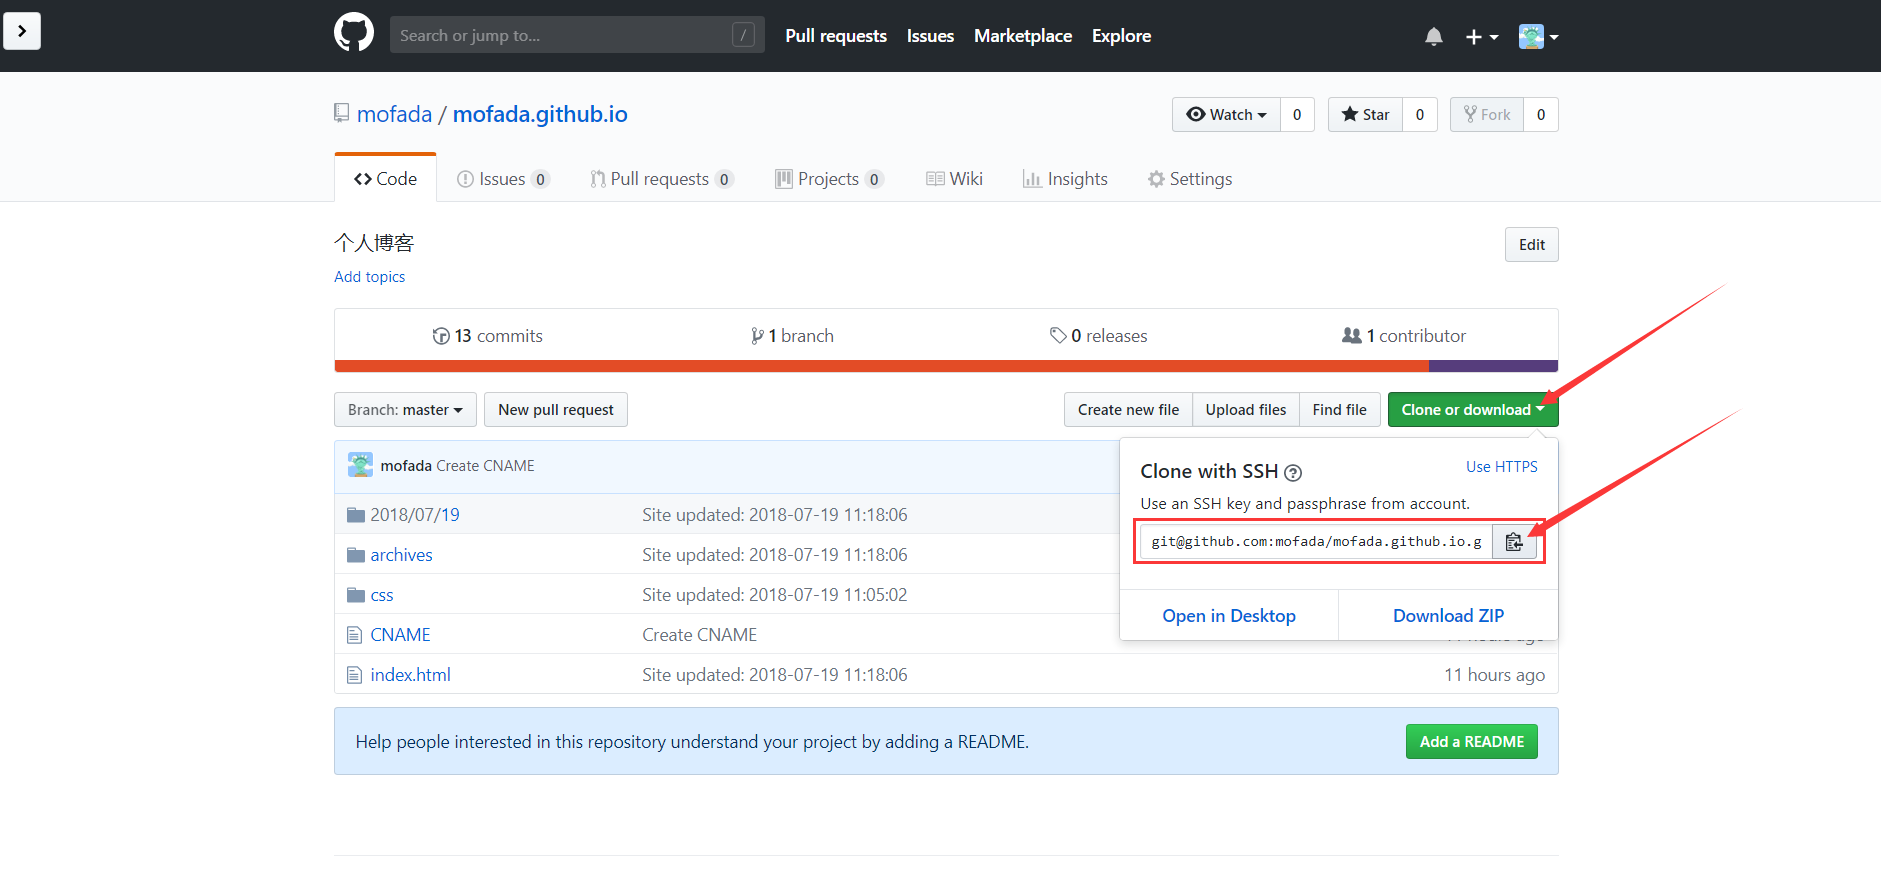 Search or jump to... / Pull requests Issues Marketplace Explore
mofada / mofada.github.io Watch 0 Star 0 Fork 0
Code Issues 0 Pull requests 0 Projects 0 Wiki Insights Settings
个人博客 Edit
Add topics
13 commits 1 branch 0 releases 1 contributor
Branch: master New pull request Create new file Upload files Find file Clone or download
mofada Create CNAME
Clone with SSH ? Use HTTPS
Use an SSH key and passphrase from account.
git@github.com:mofada/mofada.github.io.g
Open in Desktop Download ZIP
2018/07/19 Site updated: 2018-07-19 11:18:06
archives Site updated: 2018-07-19 11:18:06
css Site updated: 2018-07-19 11:05:02
CNAME Create CNAME
index.html Site updated: 2018-07-19 11:18:06 11 hours ago
Help people interested in this repository understand your project by adding a README. Add a README